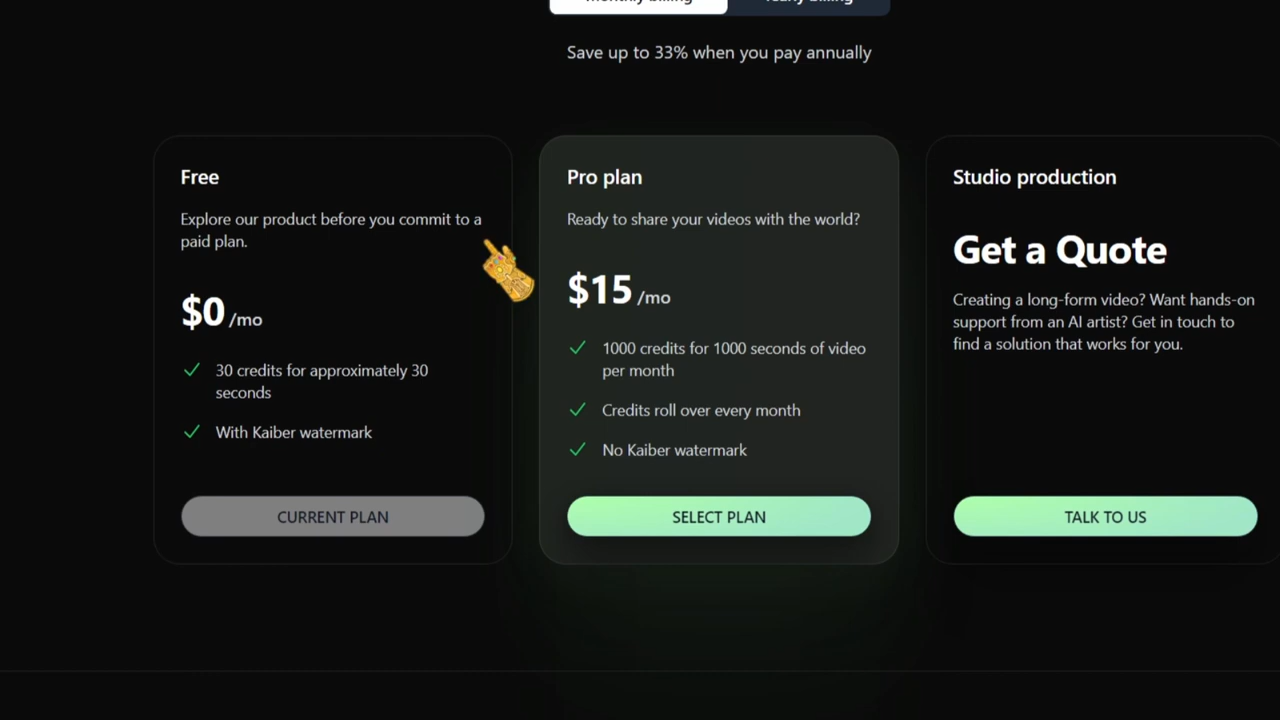 Monthly billing
Yearly billing
Save up to 33% when you pay annually
Free
Explore our product before you commit to a
paid plan.
$0 /mo
30 credits for approximately 30
seconds
With Kaiber watermark
CURRENT PLAN
Pro plan
Ready to share your videos with the world?
$15 /mo
1000 credits for 1000 seconds of video
per month
Credits roll over every month
No Kaiber watermark
SELECT PLAN
Studio production
Get a Quote
Creating a long-form video? Want hands-on
support from an AI artist? Get in touch to
find a solution that works for you.
TALK TO US